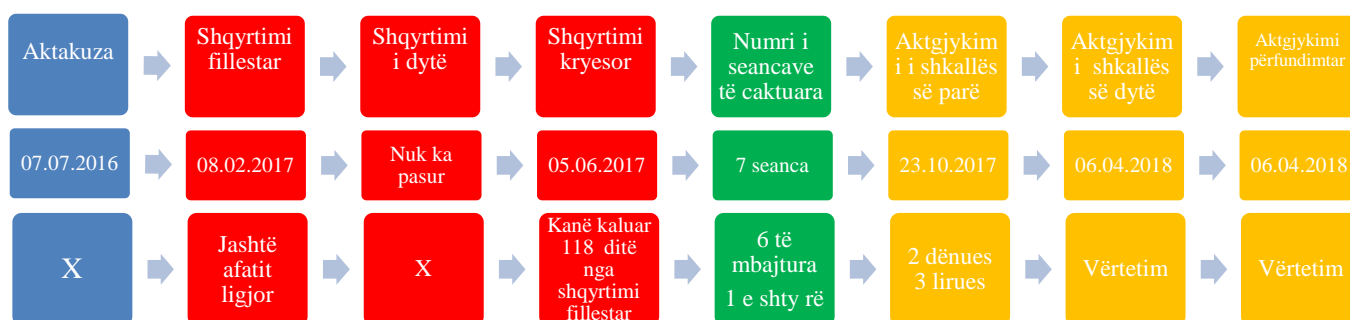 Aktakuza
Shqyrtimi
fillestar
Shqyrtimi
i dytë
Shqyrtimi
kryesor
Numri i
seancave
të caktuara
Aktgjykim
i i shkallës
së parë
Aktgjykim
i shkallës
së dytë
Aktgjykimi
përfundimtar
07.07.2016
08.02.2017
Nuk ka
pasur
05.06.2017
7 seanca
23.10.2017
06.04.2018
06.04.2018
X
Jashtë
afatit
ligjor
X
Kanë kaluar
118 ditë
nga
shqyrtimi
fillestar
6 të
mbajtura
1 e shty rë
2 dënues
3 lirues
Vërtetim
Vërtetim